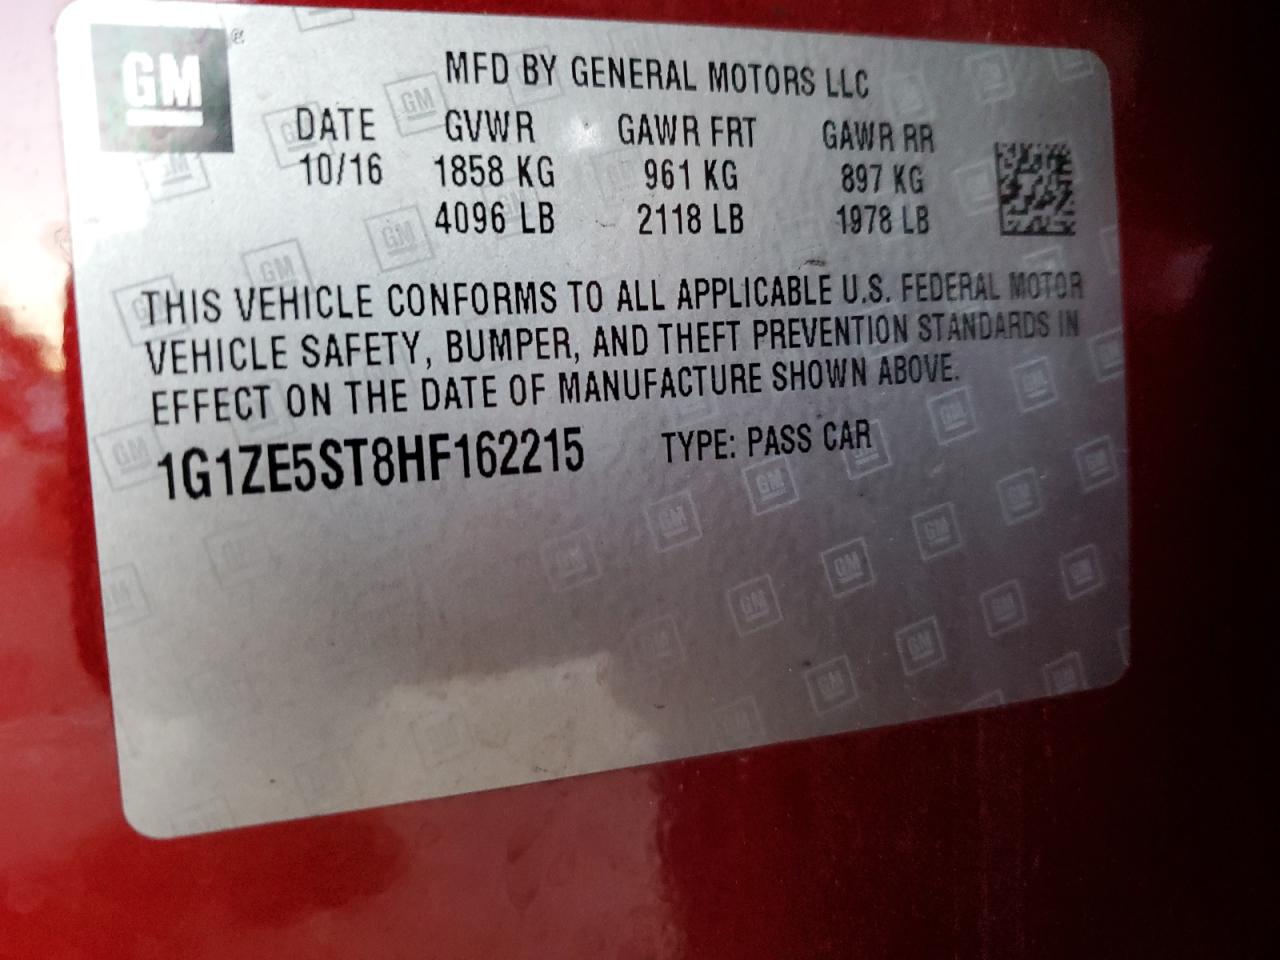 GM ®
MFD BY GENERAL MOTORS LLC
DATE GVWR GAWR FRT GAWR RR
10/16 1858 KG 961 KG 897 KG
4096 LB 2118 LB 1978 LB
THIS VEHICLE CONFORMS TO ALL APPLICABLE U.S. FEDERAL MOTOR
VEHICLE SAFETY, BUMPER, AND THEFT PREVENTION STANDARDS IN
EFFECT ON THE DATE OF MANUFACTURE SHOWN ABOVE.
1G1ZE5ST8HF162215 TYPE: PASS CAR